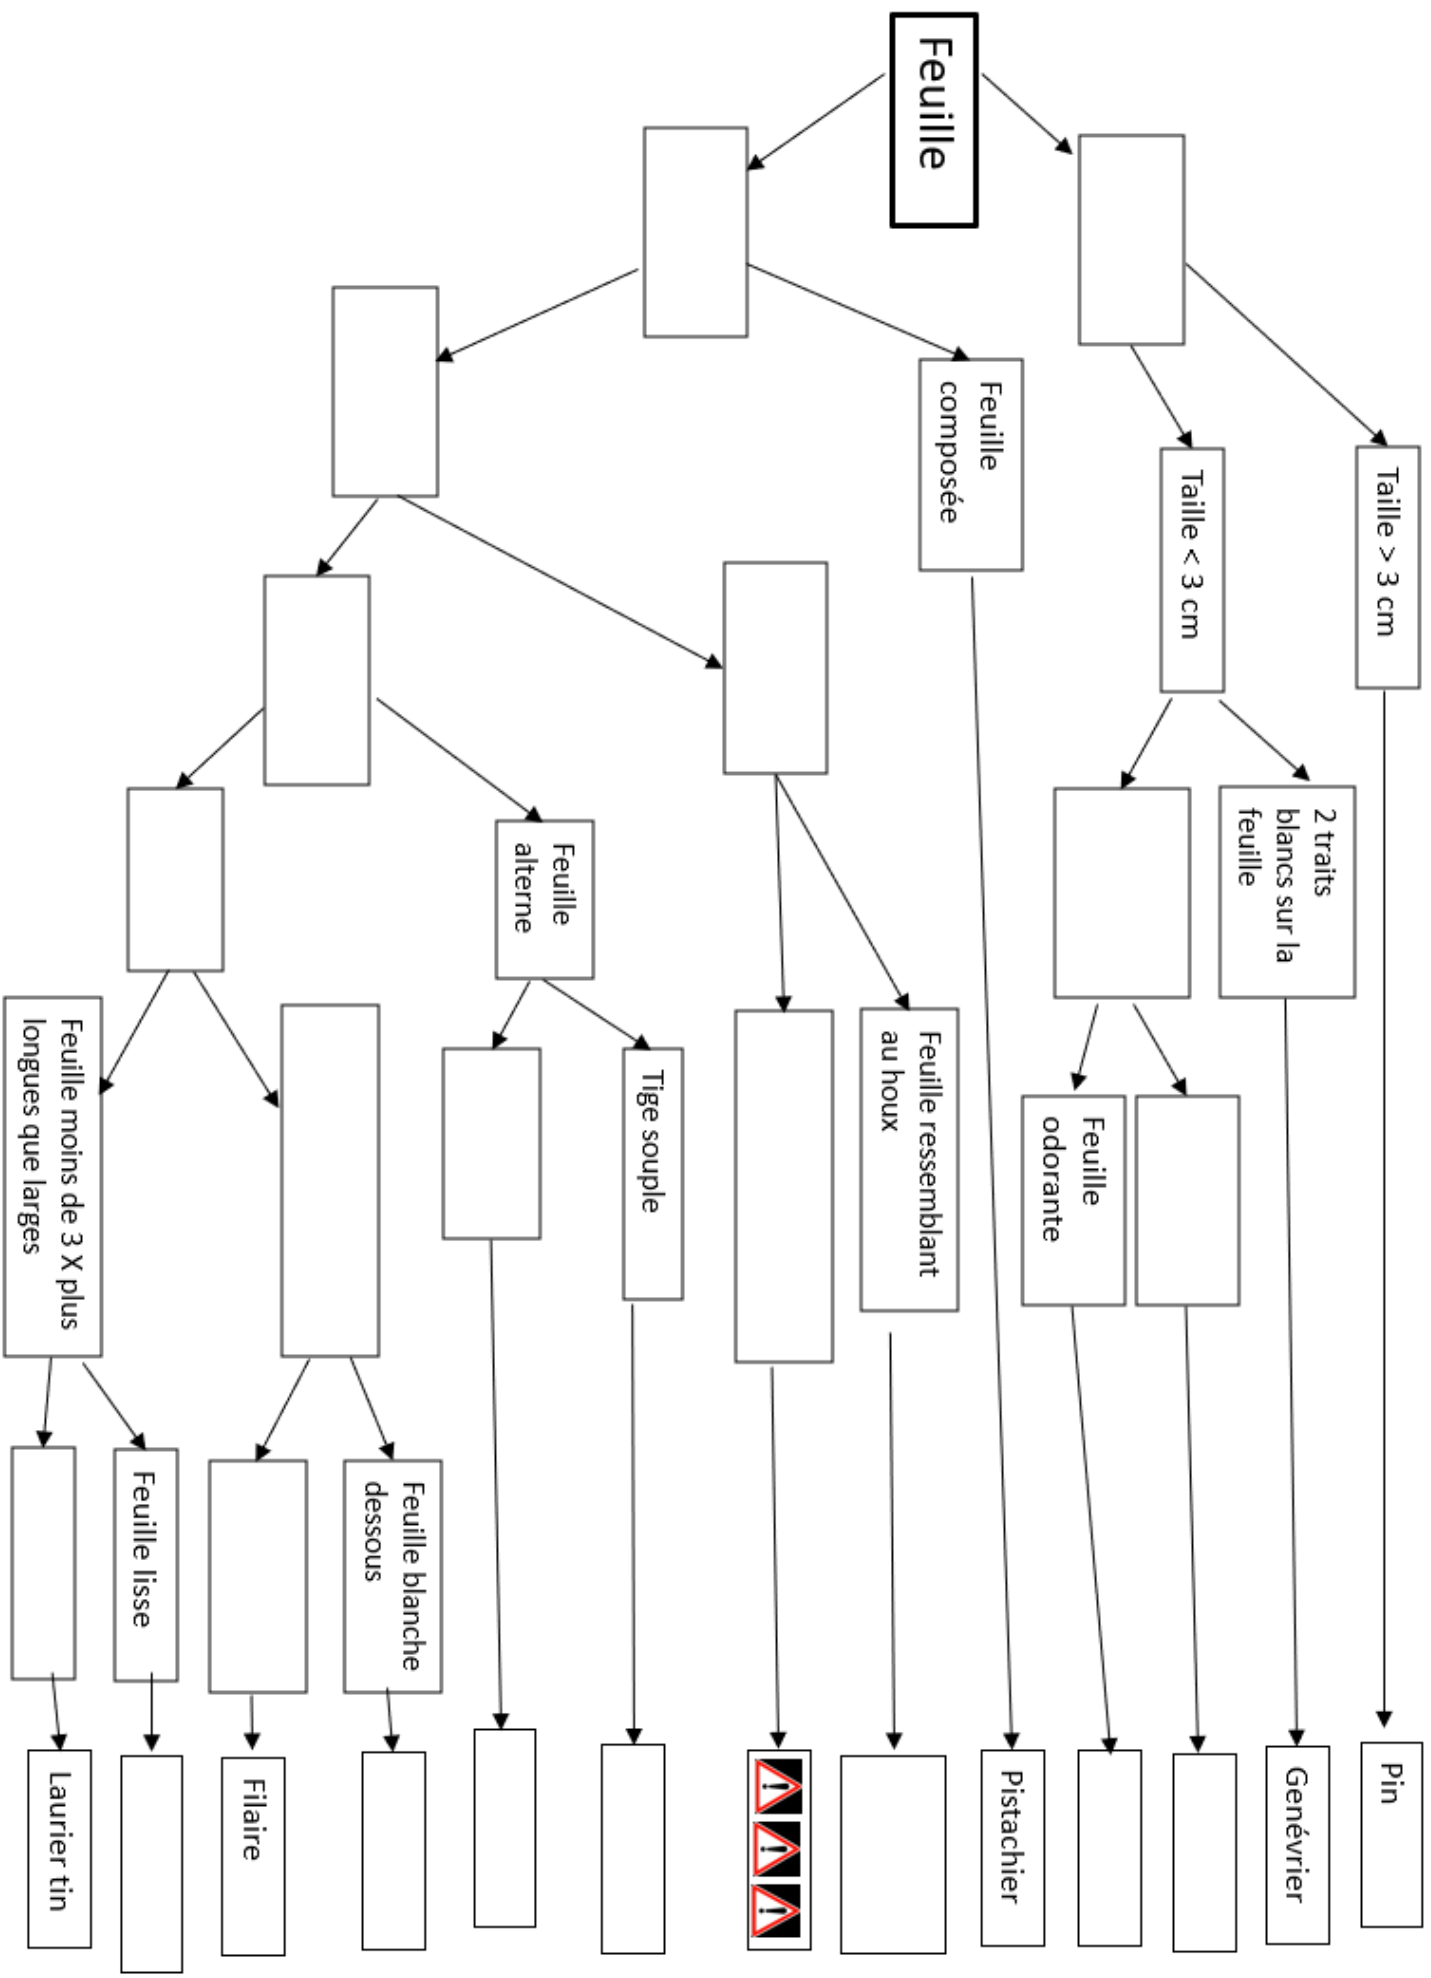 Feuille
Taille > 3 cm
Taille < 3 cm
2 traits
blancs sur la
feuille
Feuille
odorante
Feuille
composée
Feuille ressemblant
au houx
Feuille
alterne
Tige souple
Feuille blanche
dessous
Feuille moins de 3 X plus
longues que larges
Feuille lisse
Pin
Genévrier
Pistachier
!
!
!
Filaire
Laurier tin